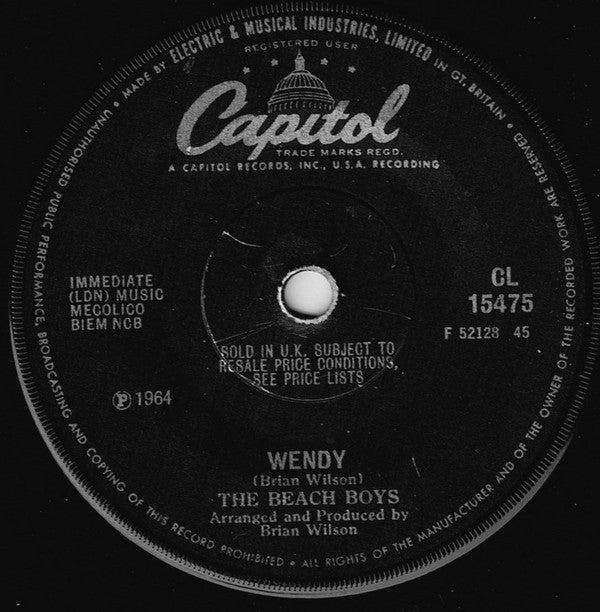 MADE BY ELECTRIC & MUSICAL INDUSTRIES, LIMITED IN GT. BRITAIN •
REGISTERED USER
Capitol
TRADE MARKS REGD.
A CAPITOL RECORDS, INC., U.S.A. RECORDING
IMMEDIATE
(LDN) MUSIC
MECOLICO
BIEM NCB
CL
15475
F 52128 45
SOLD IN U.K. SUBJECT TO
RESALE PRICE CONDITIONS,
SEE PRICE LISTS
Ⓟ 1964
WENDY
(Brian Wilson)
THE BEACH BOYS
Arranged and Produced by
Brian Wilson
ALL RIGHTS OF THE MANUFACTURER AND OF THE OWNER OF THE RECORDED WORK ARE RESERVED •
UNAUTHORISED PUBLIC PERFORMANCE, BROADCASTING AND COPYING OF THIS RECORD PROHIBITED •